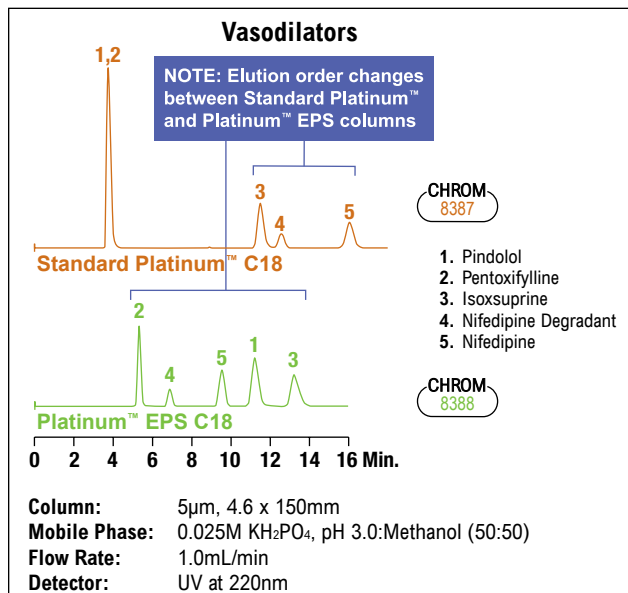 Vasodilators
1,2
NOTE: Elution order changes
between Standard Platinum™
and Platinum™ EPS columns
3
4
5
CHROM
8387
Standard Platinum™ C18
1. Pindolol
2. Pentoxifylline
3. Isoxsuprine
4. Nifedipine Degradant
5. Nifedipine
2
4
5
1
3
CHROM
8388
Platinum™ EPS C18
0 2 4 6 8 10 12 14 16 Min.
Column: 5µm, 4.6 x 150mm
Mobile Phase: 0.025M KH₂PO₄, pH 3.0:Methanol (50:50)
Flow Rate: 1.0mL/min
Detector: UV at 220nm